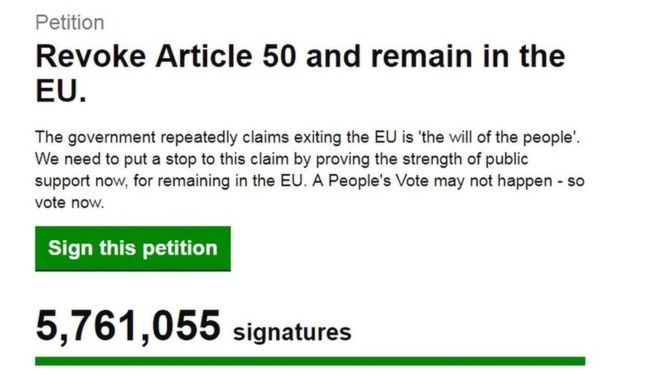 Petition
Revoke Article 50 and remain in the
EU.
The government repeatedly claims exiting the EU is 'the will of the people'.
We need to put a stop to this claim by proving the strength of public
support now, for remaining in the EU. A People's Vote may not happen - so
vote now.
Sign this petition
5,761,055 signatures